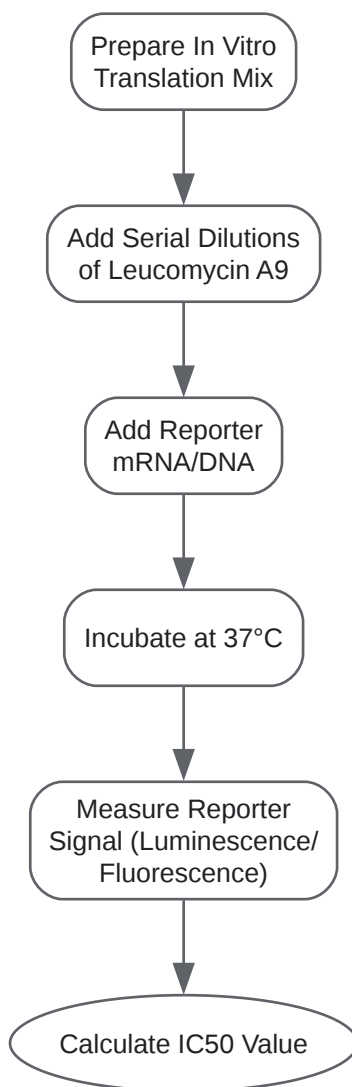 Prepare In Vitro
Translation Mix
Add Serial Dilutions
of Leucomycin A9
Add Reporter
mRNA/DNA
Incubate at 37°C
Measure Reporter
Signal (Luminescence/
Fluorescence)
Calculate IC50 Value